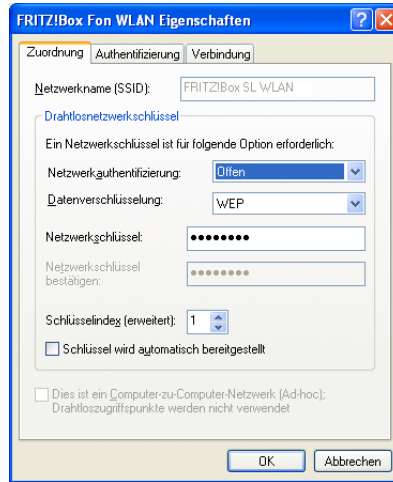 FRITZ!Box Fon WLAN Eigenschaften
Zuordnung Authentifizierung Verbindung
Netzwerkname (SSID): FRITZ!Box SL WLAN
Drahtlosnetzwerkschlüssel
Ein Netzwerkschlüssel ist für folgende Option erforderlich:
Netzwerkauthentifizierung: Offen
Datenverschlüsselung: WEP
Netzwerkschlüssel: ●●●●●●●●
Netzwerkschlüssel
bestätigen: ●●●●●●●●
Schlüsselindex (erweitert): 1
Schlüssel wird automatisch bereitgestellt
Dies ist ein Computer-zu-Computer-Netzwerk (Ad-hoc);
Drahtloszugriffspunkte werden nicht verwendet
OK Abbrechen